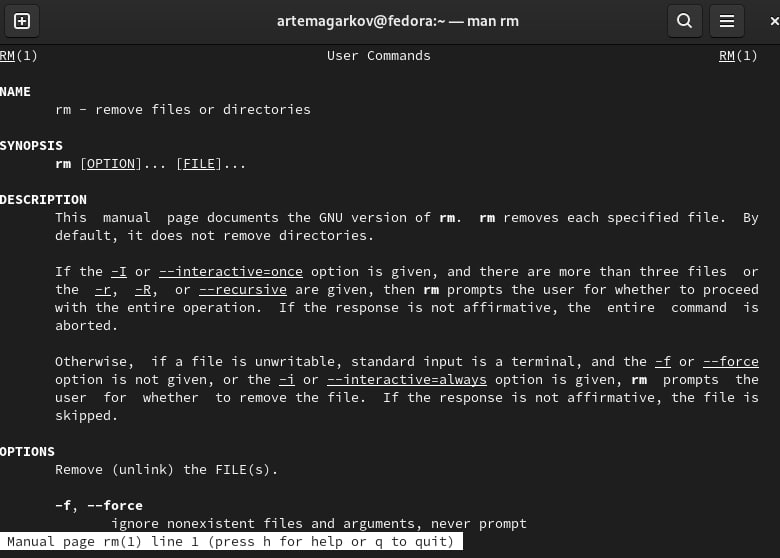 artemagarkov@fedora:~ — man rm
RM(1) User Commands RM(1)
NAME
rm - remove files or directories
SYNOPSIS
rm [OPTION]... [FILE]...
DESCRIPTION
This manual page documents the GNU version of rm. rm removes each specified file. By
default, it does not remove directories.
If the -I or --interactive=once option is given, and there are more than three files or
the -r, -R, or --recursive are given, then rm prompts the user for whether to proceed
with the entire operation. If the response is not affirmative, the entire command is
aborted.
Otherwise, if a file is unwritable, standard input is a terminal, and the -f or --force
option is not given, or the -i or --interactive=always option is given, rm prompts the
user for whether to remove the file. If the response is not affirmative, the file is
skipped.
OPTIONS
Remove (unlink) the FILE(s).
-f, --force
ignore nonexistent files and arguments, never prompt
Manual page rm(1) line 1 (press h for help or q to quit)